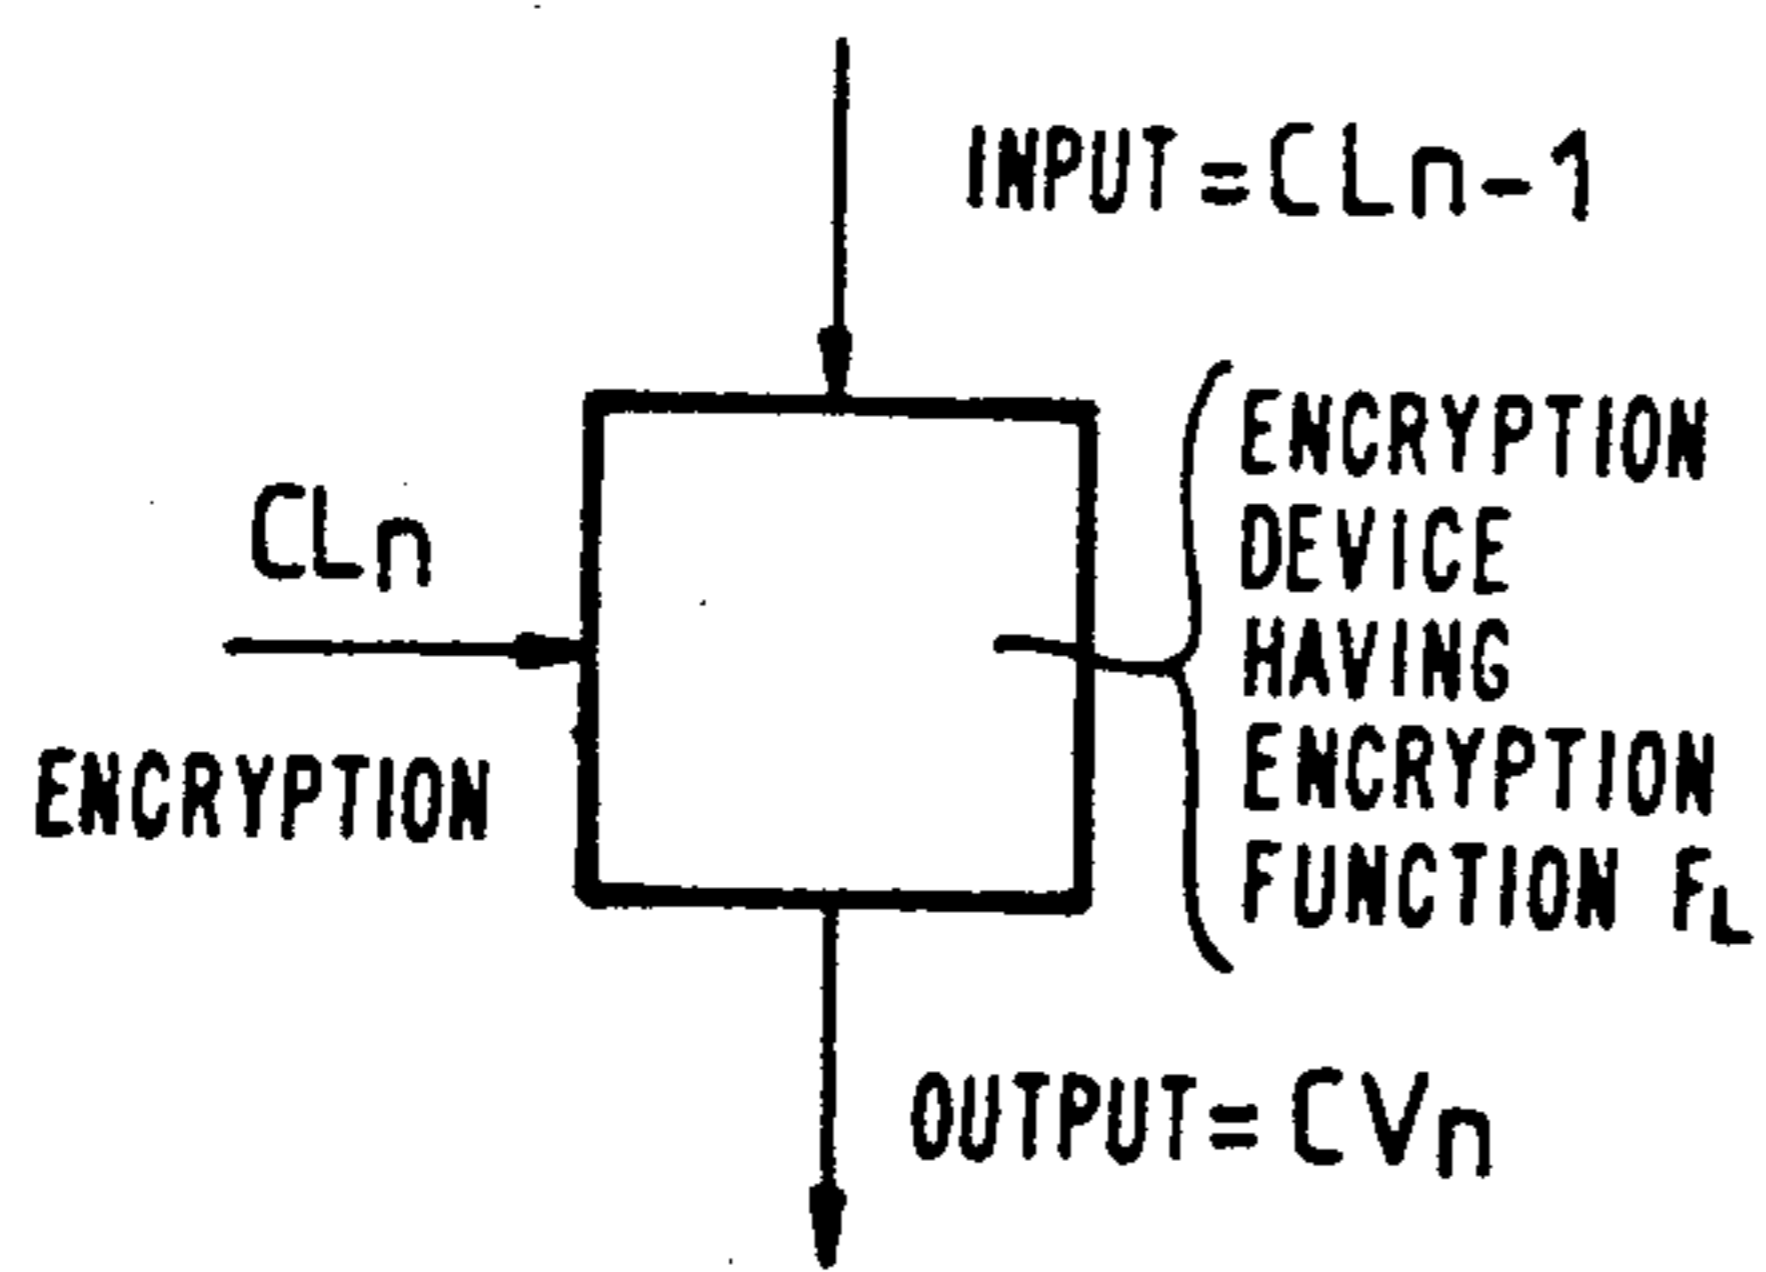 INPUT = CLn-1
ENCRYPTION
DEVICE
HAVING
ENCRYPTION
FUNCTION FL
CLn
ENCRYPTION
OUTPUT = CVn